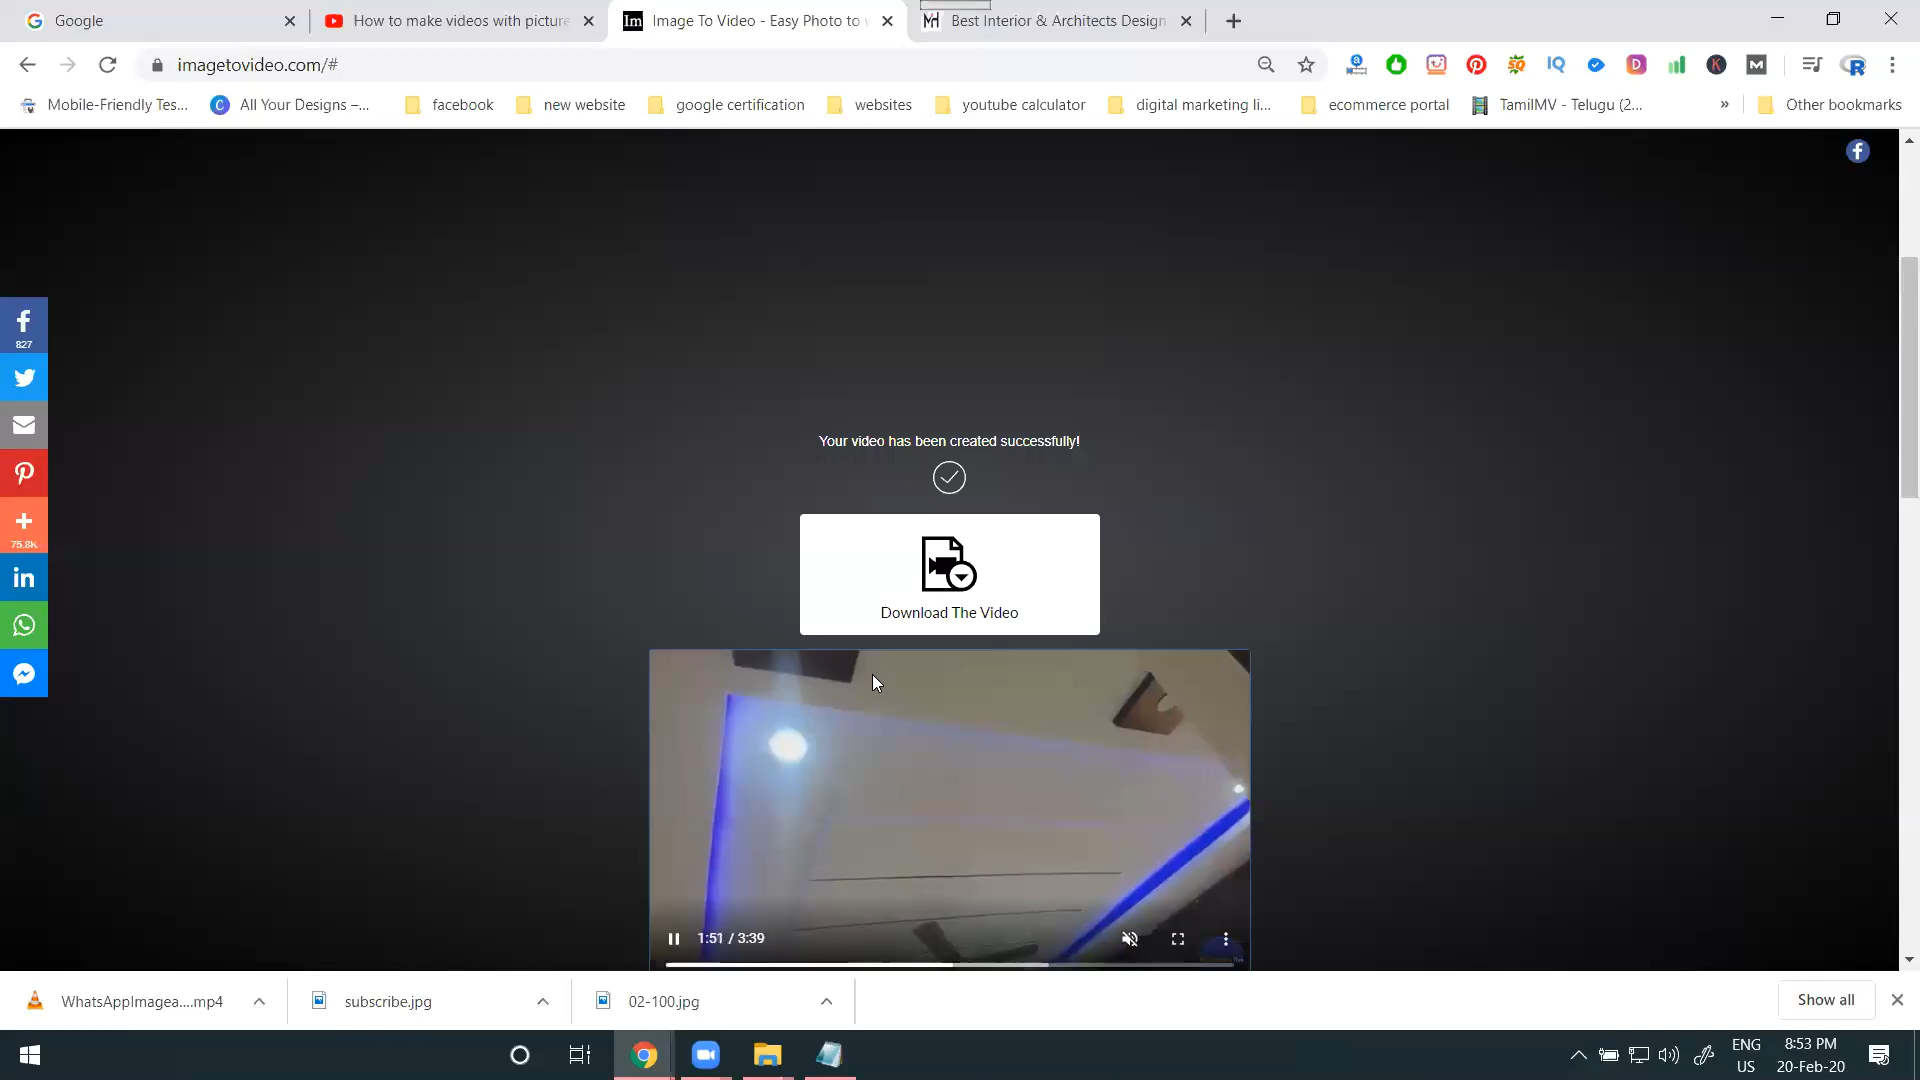 Google
How to make videos with picture
Im
Image To Video - Easy Photo to v
MH
Best Interior & Architects Design
imagetovideo.com/#
Mobile-Friendly Tes...
All Your Designs –...
facebook
new website
google certification
websites
youtube calculator
digital marketing li...
ecommerce portal
TamilMV - Telugu (2...
»
Other bookmarks
827
75.8K
Your video has been created successfully!
Download The Video
1:51 / 3:39
WhatsAppImagea....mp4
subscribe.jpg
02-100.jpg
Show all
ENG
US
8:53 PM
20-Feb-20